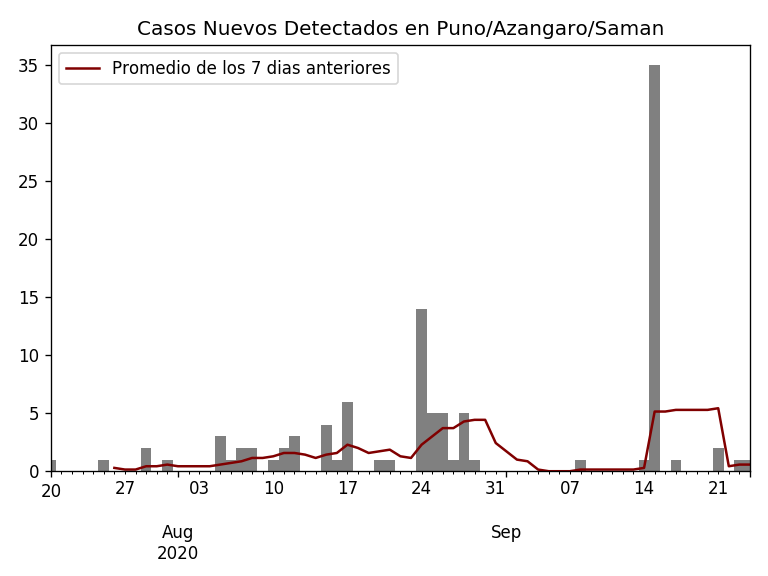 Casos Nuevos Detectados en Puno/Azangaro/Saman
Promedio de los 7 dias anteriores
35
30
25
20
15
10
5
0
20 27 03 10 17 24 31 07 14 21
Aug Sep
2020